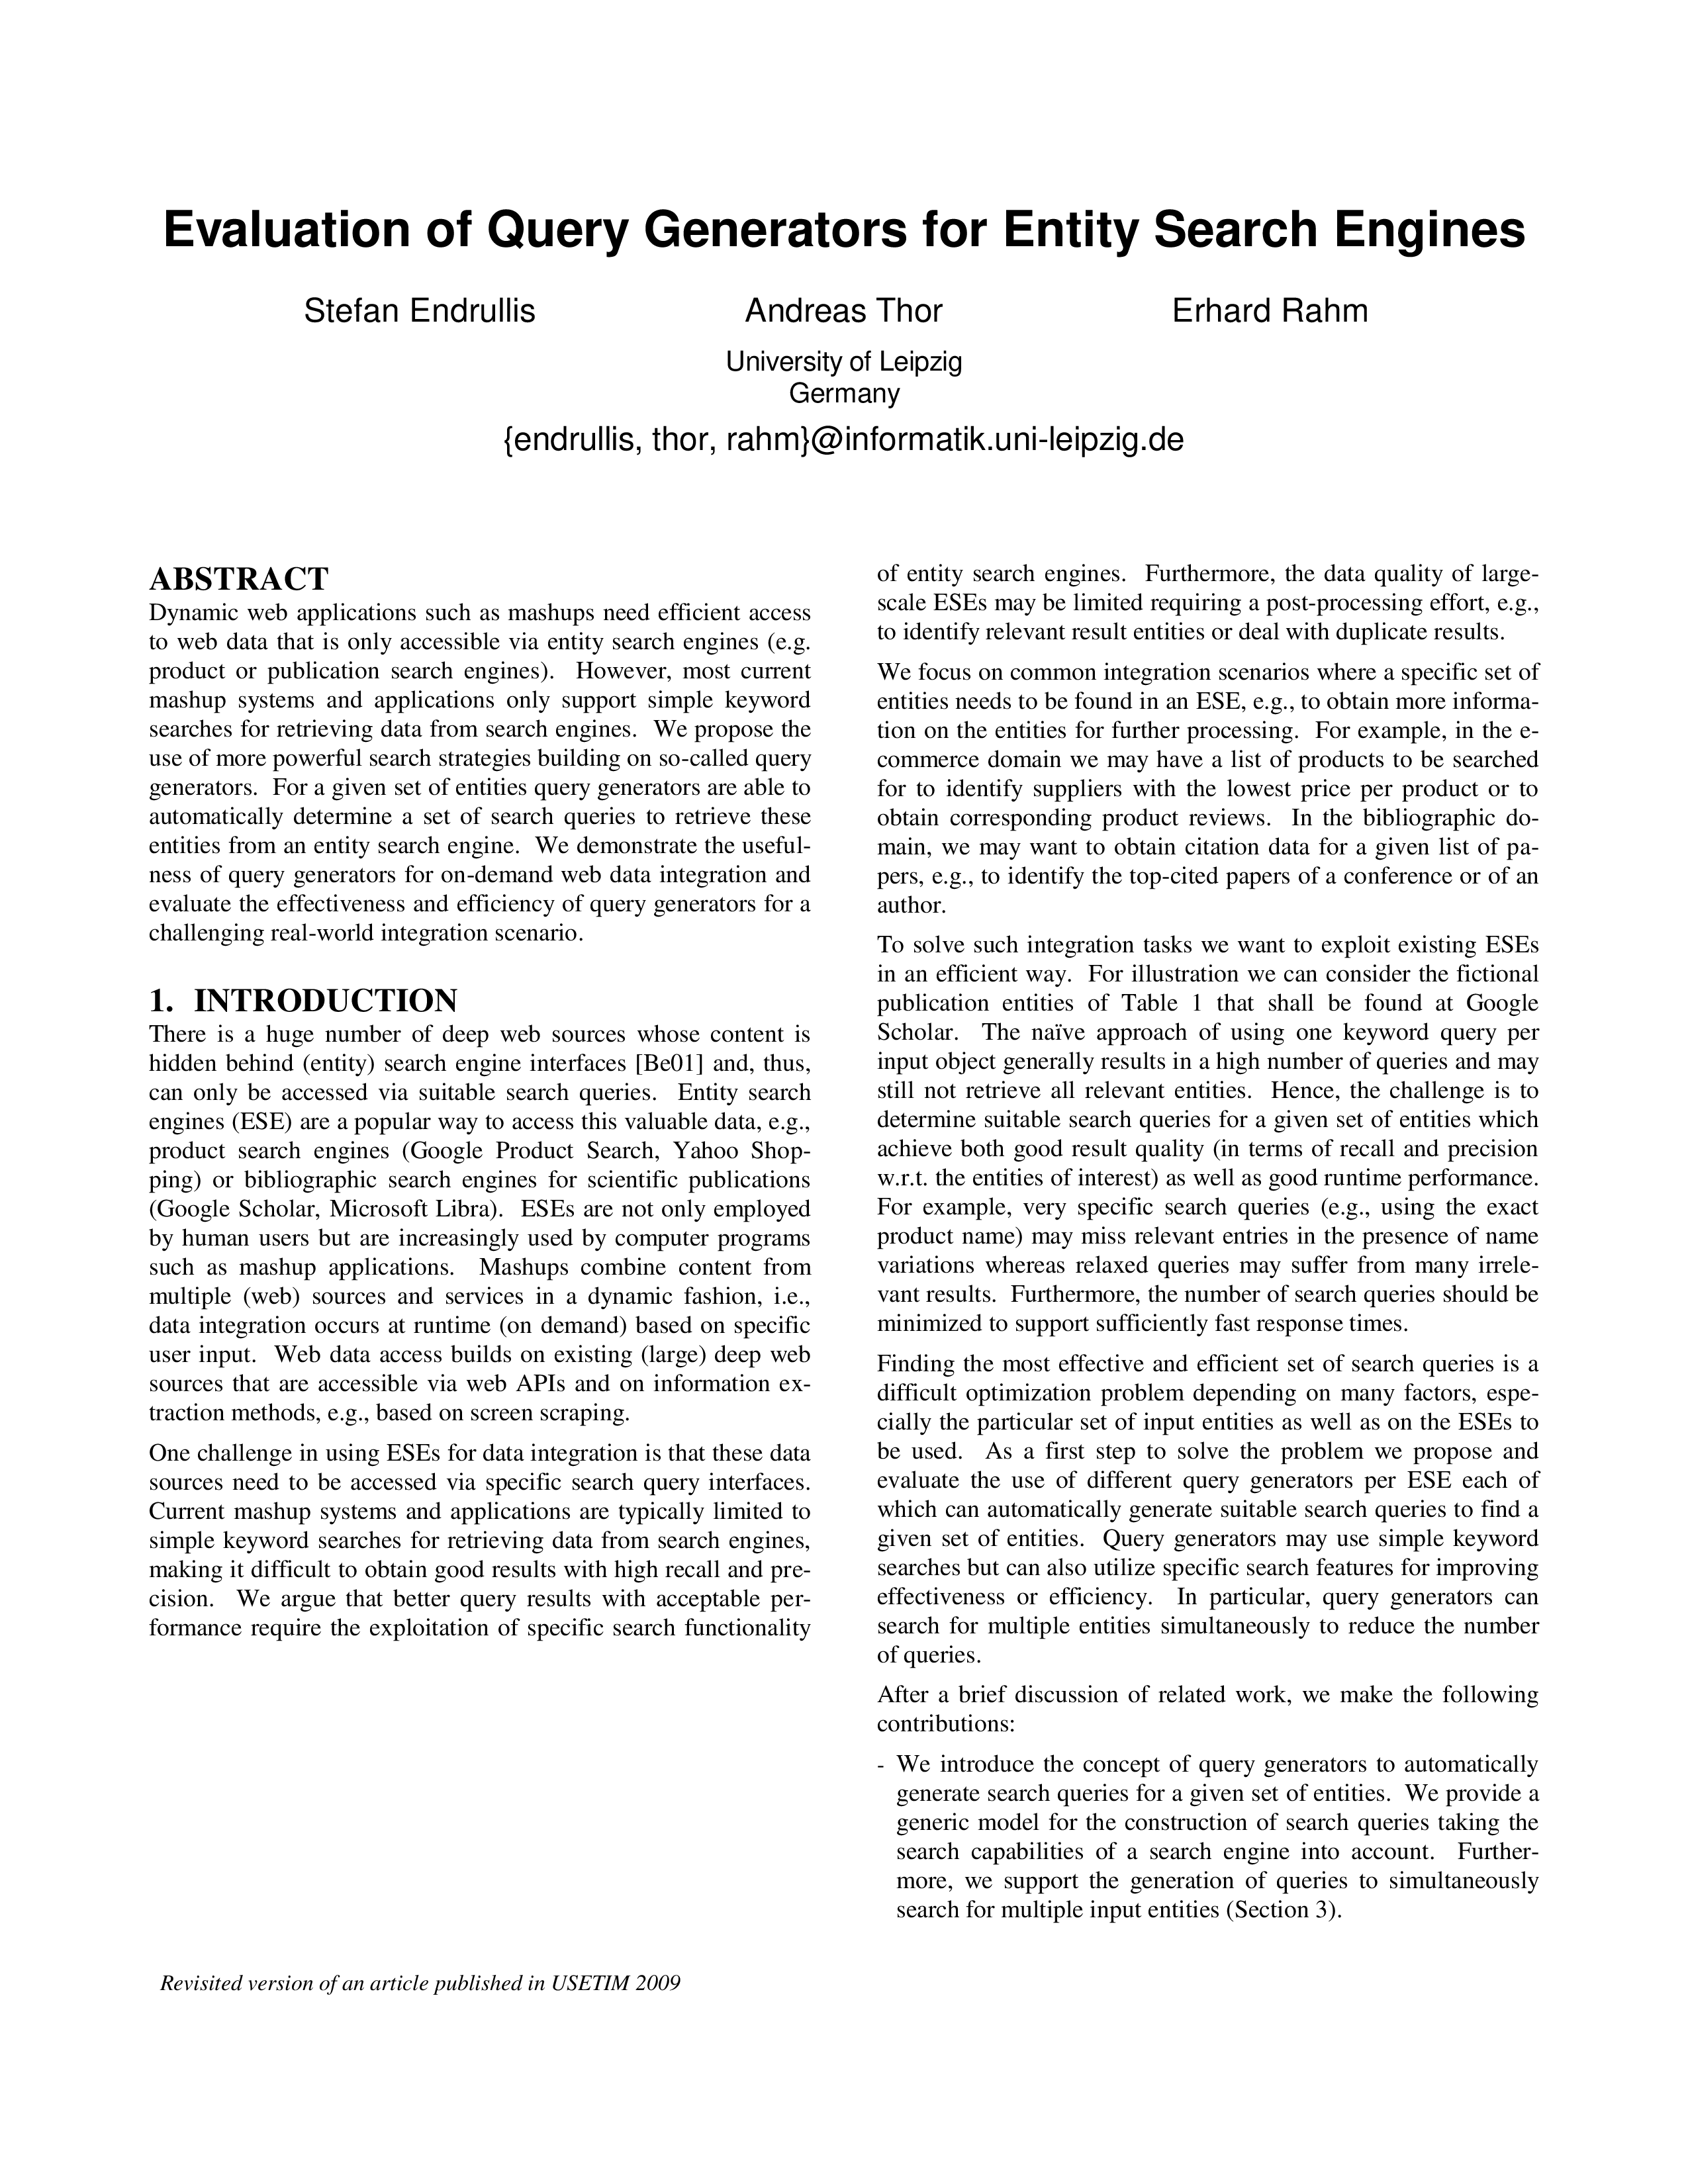 Evaluation of Query Generators for Entity Search Engines
Stefan Endrullis Andreas Thor Erhard Rahm
University of Leipzig
Germany
{endrullis, thor, rahm}@informatik.uni-leipzig.de
ABSTRACT
Dynamic web applications such as mashups need efficient access
to web data that is only accessible via entity search engines (e.g.
product or publication search engines). However, most current
mashup systems and applications only support simple keyword
searches for retrieving data from search engines. We propose the
use of more powerful search strategies building on so-called query
generators. For a given set of entities query generators are able to
automatically determine a set of search queries to retrieve these
entities from an entity search engine. We demonstrate the useful-
ness of query generators for on-demand web data integration and
evaluate the effectiveness and efficiency of query generators for a
challenging real-world integration scenario.
1. INTRODUCTION
There is a huge number of deep web sources whose content is
hidden behind (entity) search engine interfaces [Be01] and, thus,
can only be accessed via suitable search queries. Entity search
engines (ESE) are a popular way to access this valuable data, e.g.,
product search engines (Google Product Search, Yahoo Shop-
ping) or bibliographic search engines for scientific publications
(Google Scholar, Microsoft Libra). ESEs are not only employed
by human users but are increasingly used by computer programs
such as mashup applications. Mashups combine content from
multiple (web) sources and services in a dynamic fashion, i.e.,
data integration occurs at runtime (on demand) based on specific
user input. Web data access builds on existing (large) deep web
sources that are accessible via web APIs and on information ex-
traction methods, e.g., based on screen scraping.
One challenge in using ESEs for data integration is that these data
sources need to be accessed via specific search query interfaces.
Current mashup systems and applications are typically limited to
simple keyword searches for retrieving data from search engines,
making it difficult to obtain good results with high recall and pre-
cision. We argue that better query results with acceptable per-
formance require the exploitation of specific search functionality
of entity search engines. Furthermore, the data quality of large-
scale ESEs may be limited requiring a post-processing effort, e.g.,
to identify relevant result entities or deal with duplicate results.
We focus on common integration scenarios where a specific set of
entities needs to be found in an ESE, e.g., to obtain more informa-
tion on the entities for further processing. For example, in the e-
commerce domain we may have a list of products to be searched
for to identify suppliers with the lowest price per product or to
obtain corresponding product reviews. In the bibliographic do-
main, we may want to obtain citation data for a given list of pa-
pers, e.g., to identify the top-cited papers of a conference or of an
author.
To solve such integration tasks we want to exploit existing ESEs
in an efficient way. For illustration we can consider the fictional
publication entities of Table 1 that shall be found at Google
Scholar. The naïve approach of using one keyword query per
input object generally results in a high number of queries and may
still not retrieve all relevant entities. Hence, the challenge is to
determine suitable search queries for a given set of entities which
achieve both good result quality (in terms of recall and precision
w.r.t. the entities of interest) as well as good runtime performance.
For example, very specific search queries (e.g., using the exact
product name) may miss relevant entries in the presence of name
variations whereas relaxed queries may suffer from many irrele-
vant results. Furthermore, the number of search queries should be
minimized to support sufficiently fast response times.
Finding the most effective and efficient set of search queries is a
difficult optimization problem depending on many factors, espe-
cially the particular set of input entities as well as on the ESEs to
be used. As a first step to solve the problem we propose and
evaluate the use of different query generators per ESE each of
which can automatically generate suitable search queries to find a
given set of entities. Query generators may use simple keyword
searches but can also utilize specific search features for improving
effectiveness or efficiency. In particular, query generators can
search for multiple entities simultaneously to reduce the number
of queries.
After a brief discussion of related work, we make the following
contributions:
- We introduce the concept of query generators to automatically
generate search queries for a given set of entities. We provide a
generic model for the construction of search queries taking the
search capabilities of a search engine into account. Further-
more, we support the generation of queries to simultaneously
search for multiple input entities (Section 3).
Revisited version of an article published in USETIM 2009